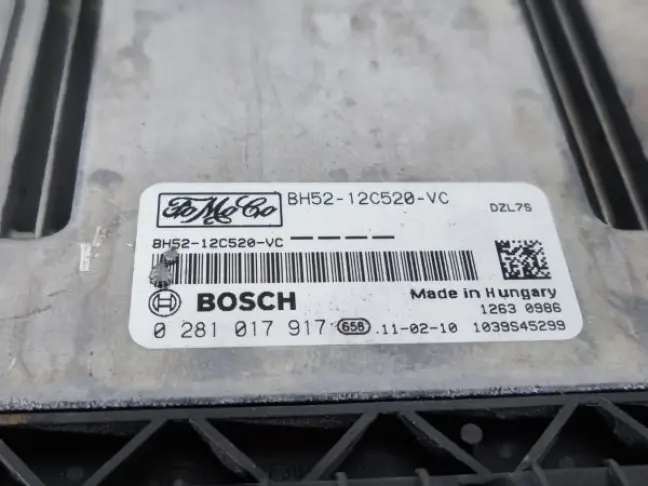 FoMoCo BH52-12C520-VC DZL7S
BH52-12C520-VC
BOSCH Made in Hungary
1263 0986
0 281 017 917 658 .11-02-10 1039S45299